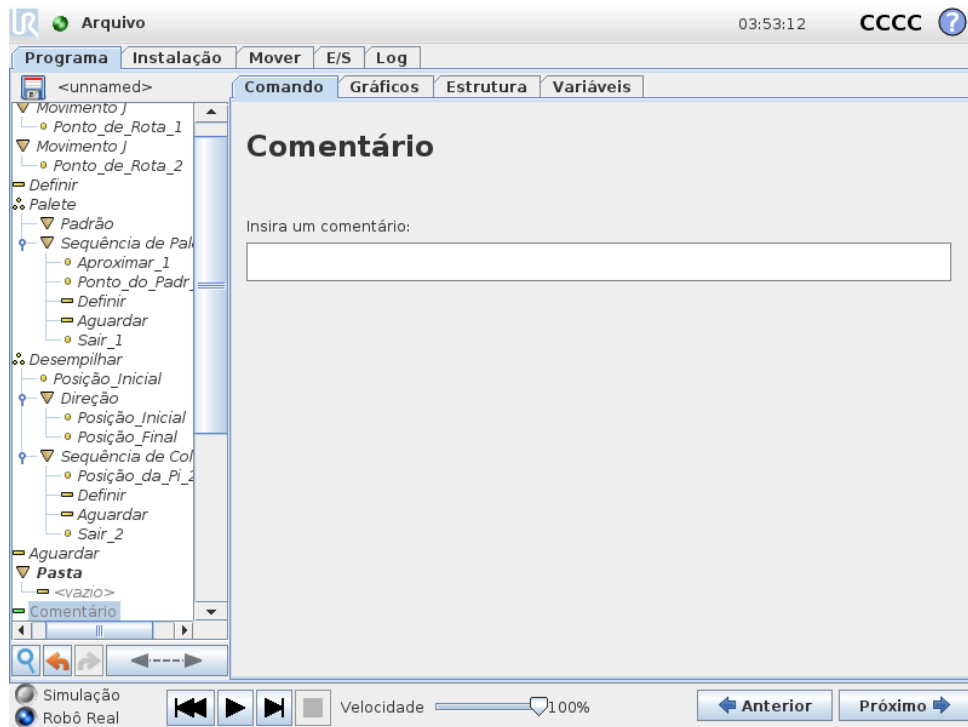 UR Arquivo 03:53:12 CCCC ?
Programa Instalação Mover E/S Log
<unnamed> Comando Gráficos Estrutura Variáveis
Movimento J
Ponto_de_Rota_1
Movimento J
Ponto_de_Rota_2
Definir
Palete
Padrão
Sequência de Pal
Aproximar_1
Ponto_do_Padr_
Definir
Aguardar
Sair_1
Desempilhar
Posição_Inicial
Direção
Posição_Inicial
Posição_Final
Sequência de Col
Posição_da_Pi_2
Definir
Aguardar
Sair_2
Aguardar
Pasta
<vazio>
Comentário
Comentário
Insira um comentário:
Simulação
Robô Real
Velocidade 100%
Anterior Próximo